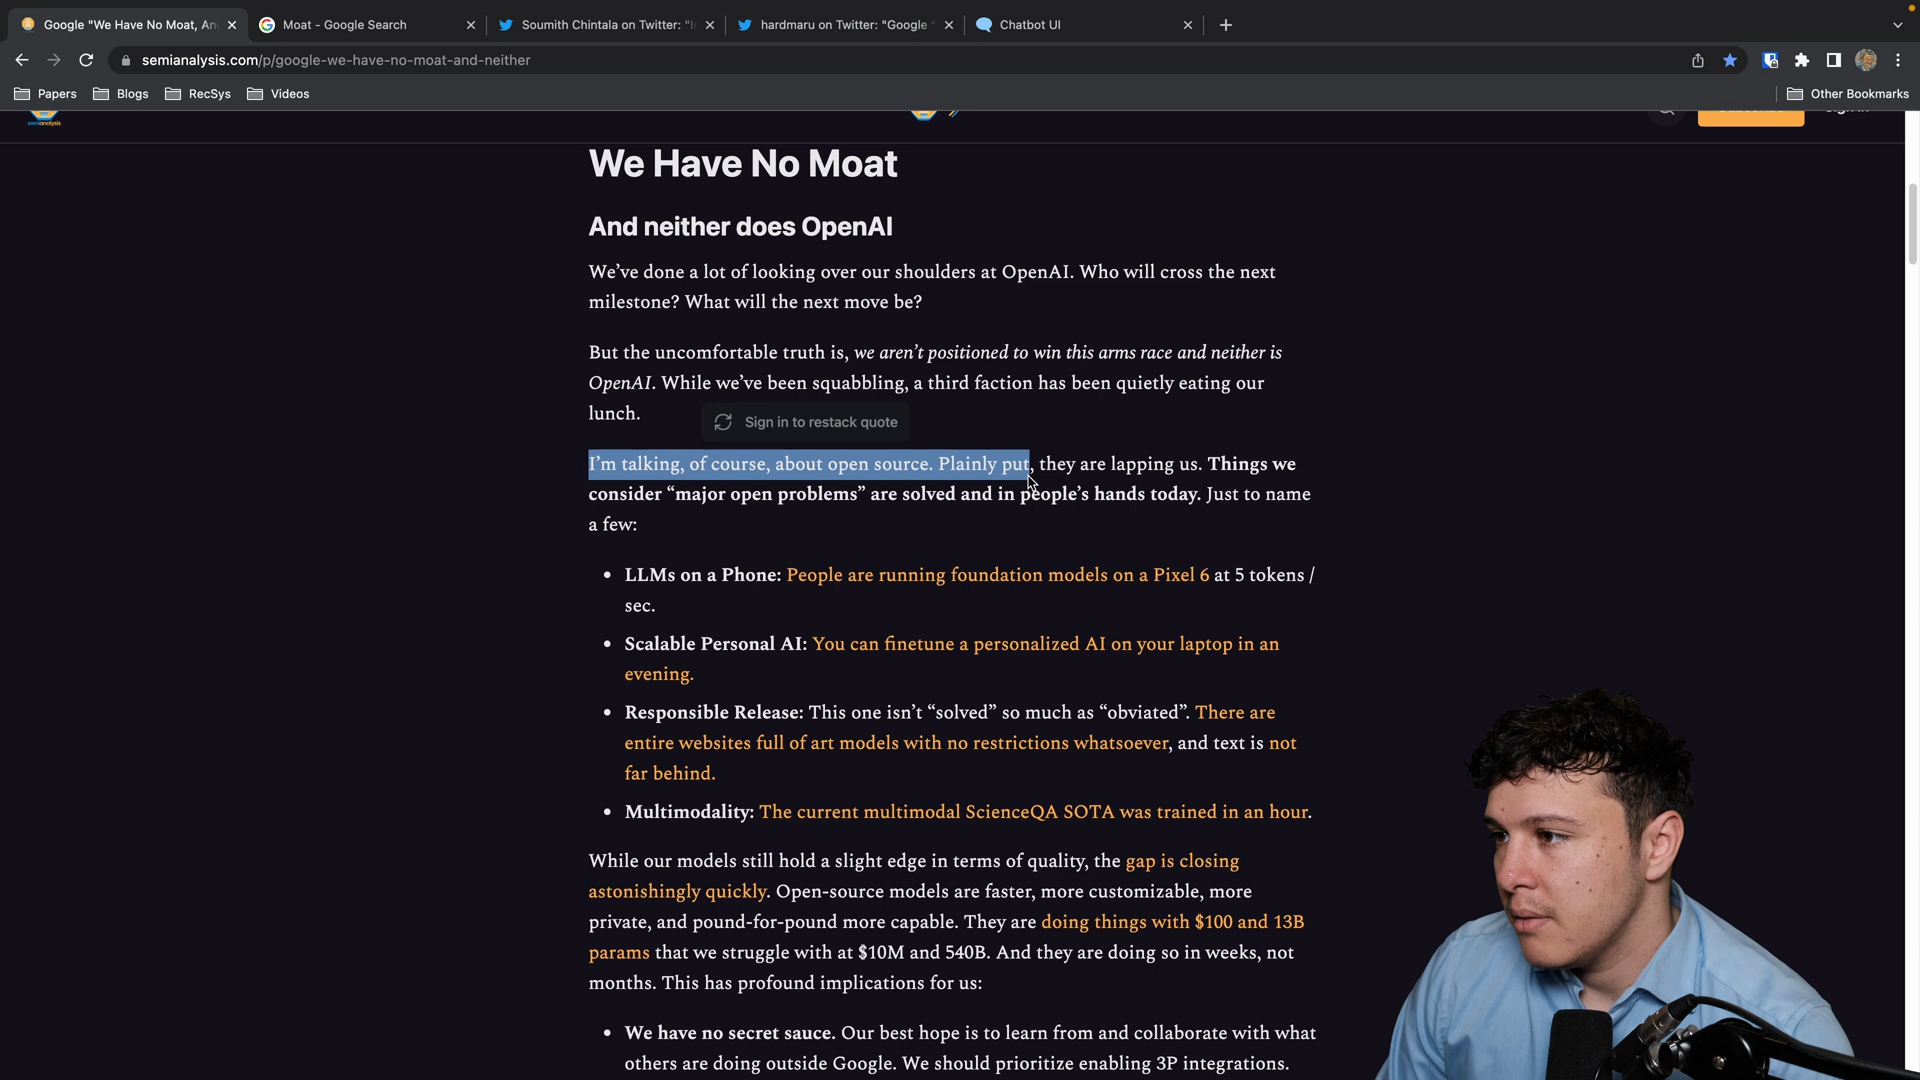 Google "We Have No Moat, An
Moat - Google Search
Soumith Chintala on Twitter: "I
hardmaru on Twitter: "Google "
Chatbot UI
semianalysis.com/p/google-we-have-no-moat-and-neither
Papers
Blogs
RecSys
Videos
Other Bookmarks
semianalysis
We Have No Moat
And neither does OpenAI
We’ve done a lot of looking over our shoulders at OpenAI. Who will cross the next
milestone? What will the next move be?
But the uncomfortable truth is, we aren’t positioned to win this arms race and neither is
OpenAI. While we’ve been squabbling, a third faction has been quietly eating our
lunch.
Sign in to restack quote
I’m talking, of course, about open source. Plainly put, they are lapping us. Things we
consider “major open problems” are solved and in people’s hands today. Just to name
a few:
• LLMs on a Phone: People are running foundation models on a Pixel 6 at 5 tokens /
sec.
• Scalable Personal AI: You can finetune a personalized AI on your laptop in an
evening.
• Responsible Release: This one isn’t “solved” so much as “obviated”. There are
entire websites full of art models with no restrictions whatsoever, and text is not
far behind.
• Multimodality: The current multimodal ScienceQA SOTA was trained in an hour.
While our models still hold a slight edge in terms of quality, the gap is closing
astonishingly quickly. Open-source models are faster, more customizable, more
private, and pound-for-pound more capable. They are doing things with $100 and 13B
params that we struggle with at $10M and 540B. And they are doing so in weeks, not
months. This has profound implications for us:
• We have no secret sauce. Our best hope is to learn from and collaborate with what
others are doing outside Google. We should prioritize enabling 3P integrations.